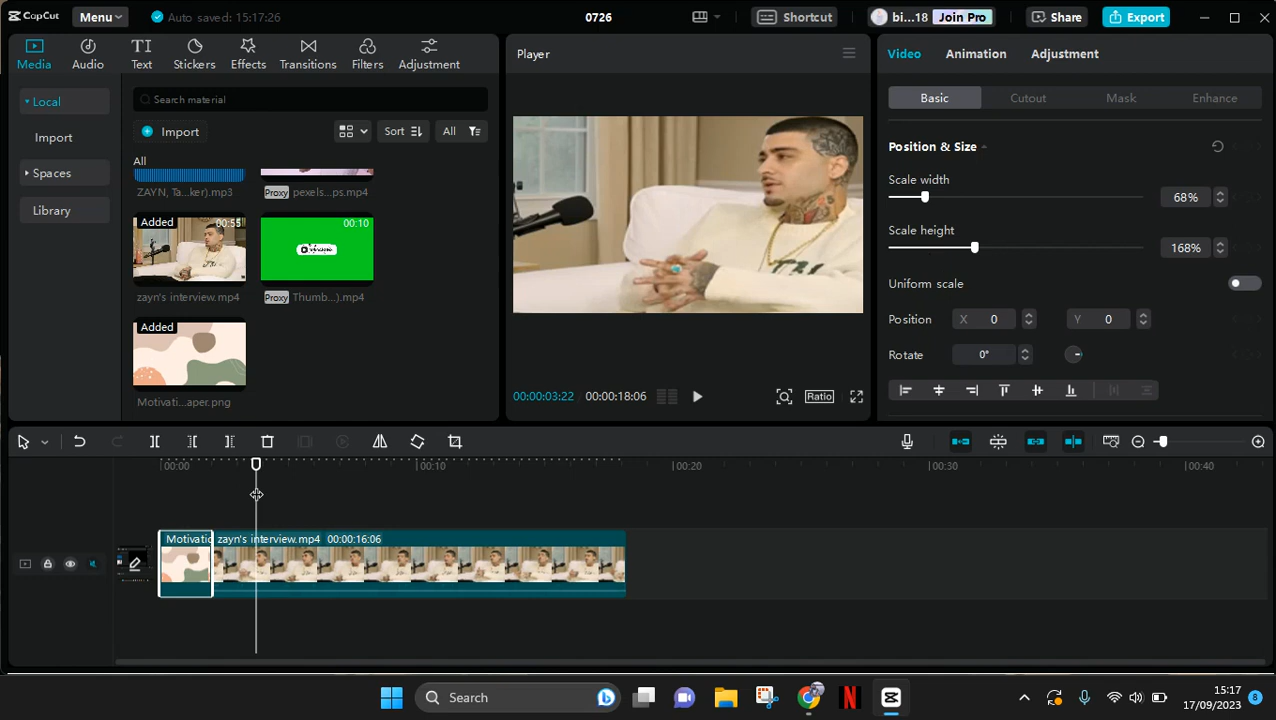 CapCut
Menu
Auto saved: 15:17:26
0726
Shortcut
bi...18
Join Pro
Share
Export
Media
Audio
Text
Stickers
Effects
Transitions
Filters
Adjustment
Player
Video
Animation
Adjustment
Local
Import
Spaces
Library
Search material
Import
Sort
All
All
ZAYN, Ta...ker).mp3
Proxy pexels...ps.mp4
Added
00:55
00:10
zayn's interview.mp4
Proxy Thumb...).mp4
Added
Motivati...aper.png
00:00:03:22
00:00:18:06
Ratio
Basic
Cutout
Mask
Enhance
Position & Size
Scale width
68%
Scale height
168%
Uniform scale
Position
X 0
Y 0
Rotate
0°
00:00
00:10
00:20
00:30
00:40
Motivatic
zayn's interview.mp4 00:00:16:06
Search
15:17
17/09/2023
8